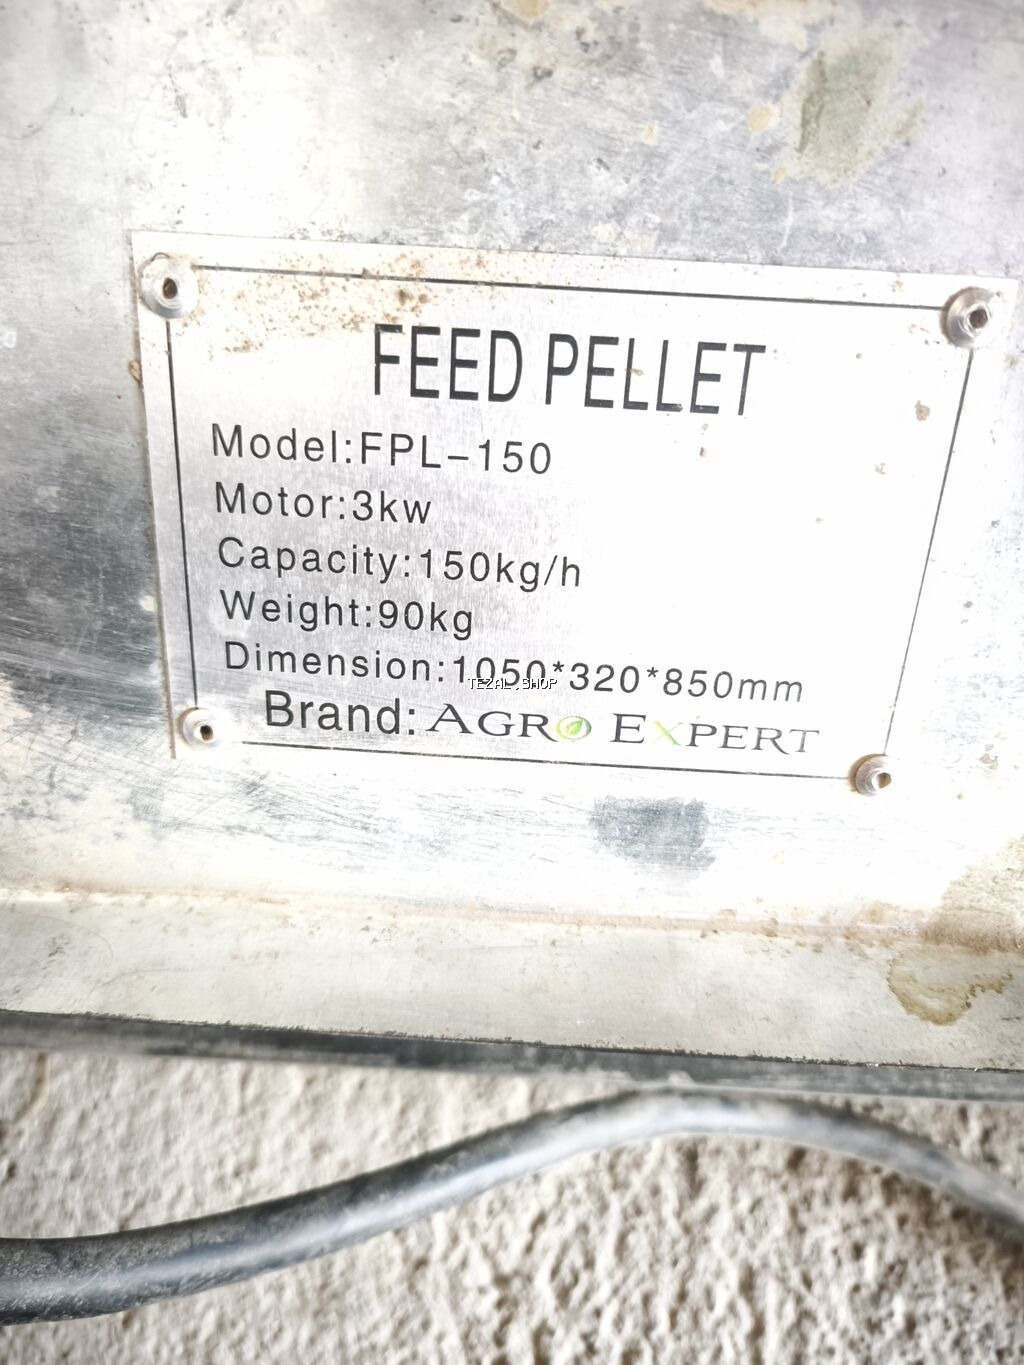 FEED PELLET
Model:FPL-150
Motor:3kw
Capacity:150kg/h
Weight:90kg
Dimension:1050*320*850mm
TEZAL.SHOP
Brand: AGRO EXPERT